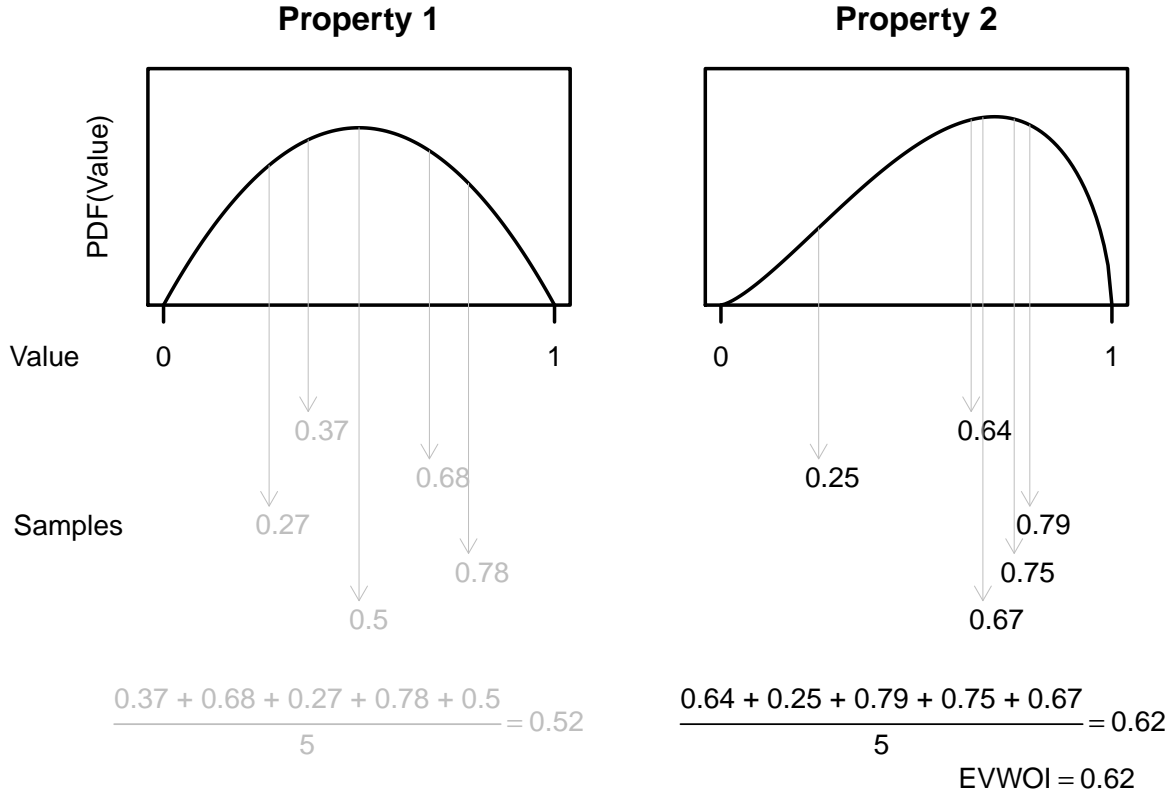 Property 1 Property 2
PDF(Value)
Value 0 1 0 1
0.37 0.64
0.68 0.25
Samples 0.27 0.79
0.78 0.75
0.5 0.67
0.37 + 0.68 + 0.27 + 0.78 + 0.5 0.64 + 0.25 + 0.79 + 0.75 + 0.67
= 0.52 = 0.62
5 5
EVWOI = 0.62